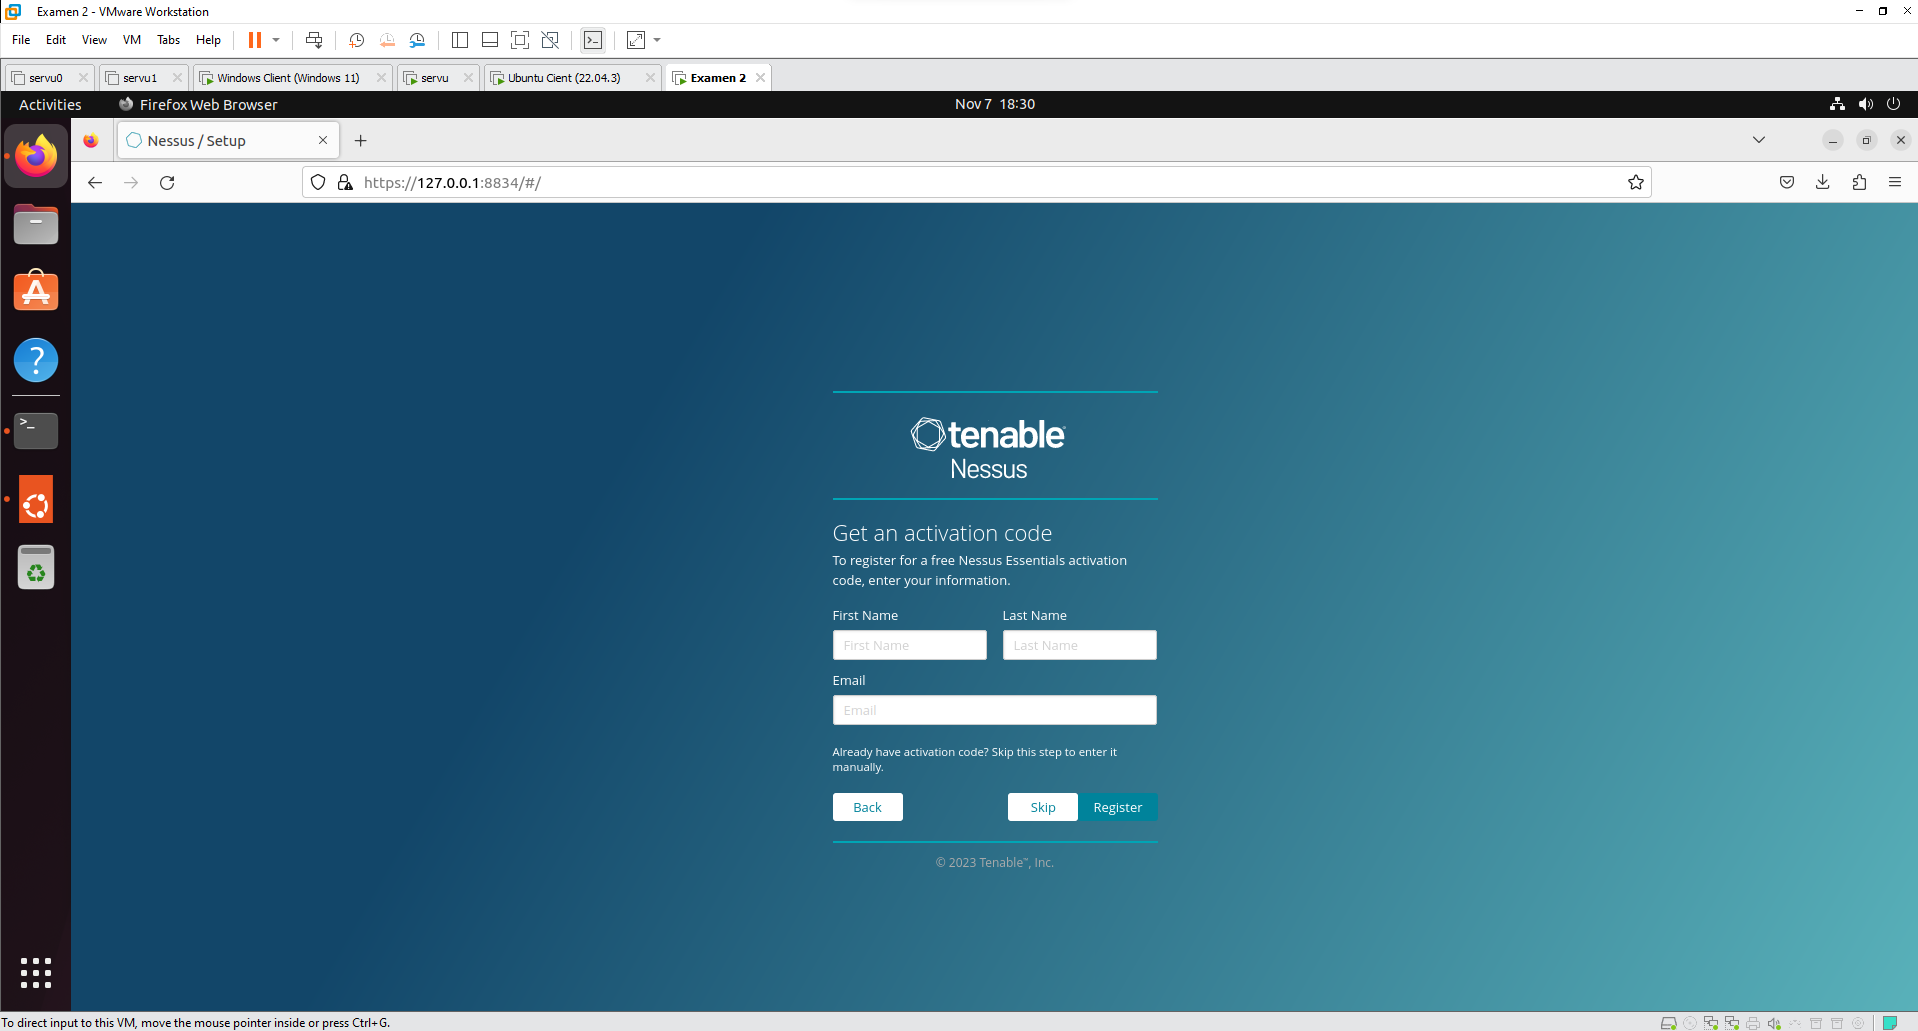 Examen 2 - VMware Workstation
File Edit View VM Tabs Help
servu0 servu1 Windows Client (Windows 11) servu Ubuntu Cient (22.04.3) Examen 2
Activities Firefox Web Browser Nov 7 18:30
Nessus / Setup
https://127.0.0.1:8834/#/
tenable
Nessus
Get an activation code
To register for a free Nessus Essentials activation
code, enter your information.
First Name Last Name
First Name Last Name
Email
Email
Already have activation code? Skip this step to enter it
manually.
Back Skip Register
© 2023 Tenable™, Inc.
To direct input to this VM, move the mouse pointer inside or press Ctrl+G.